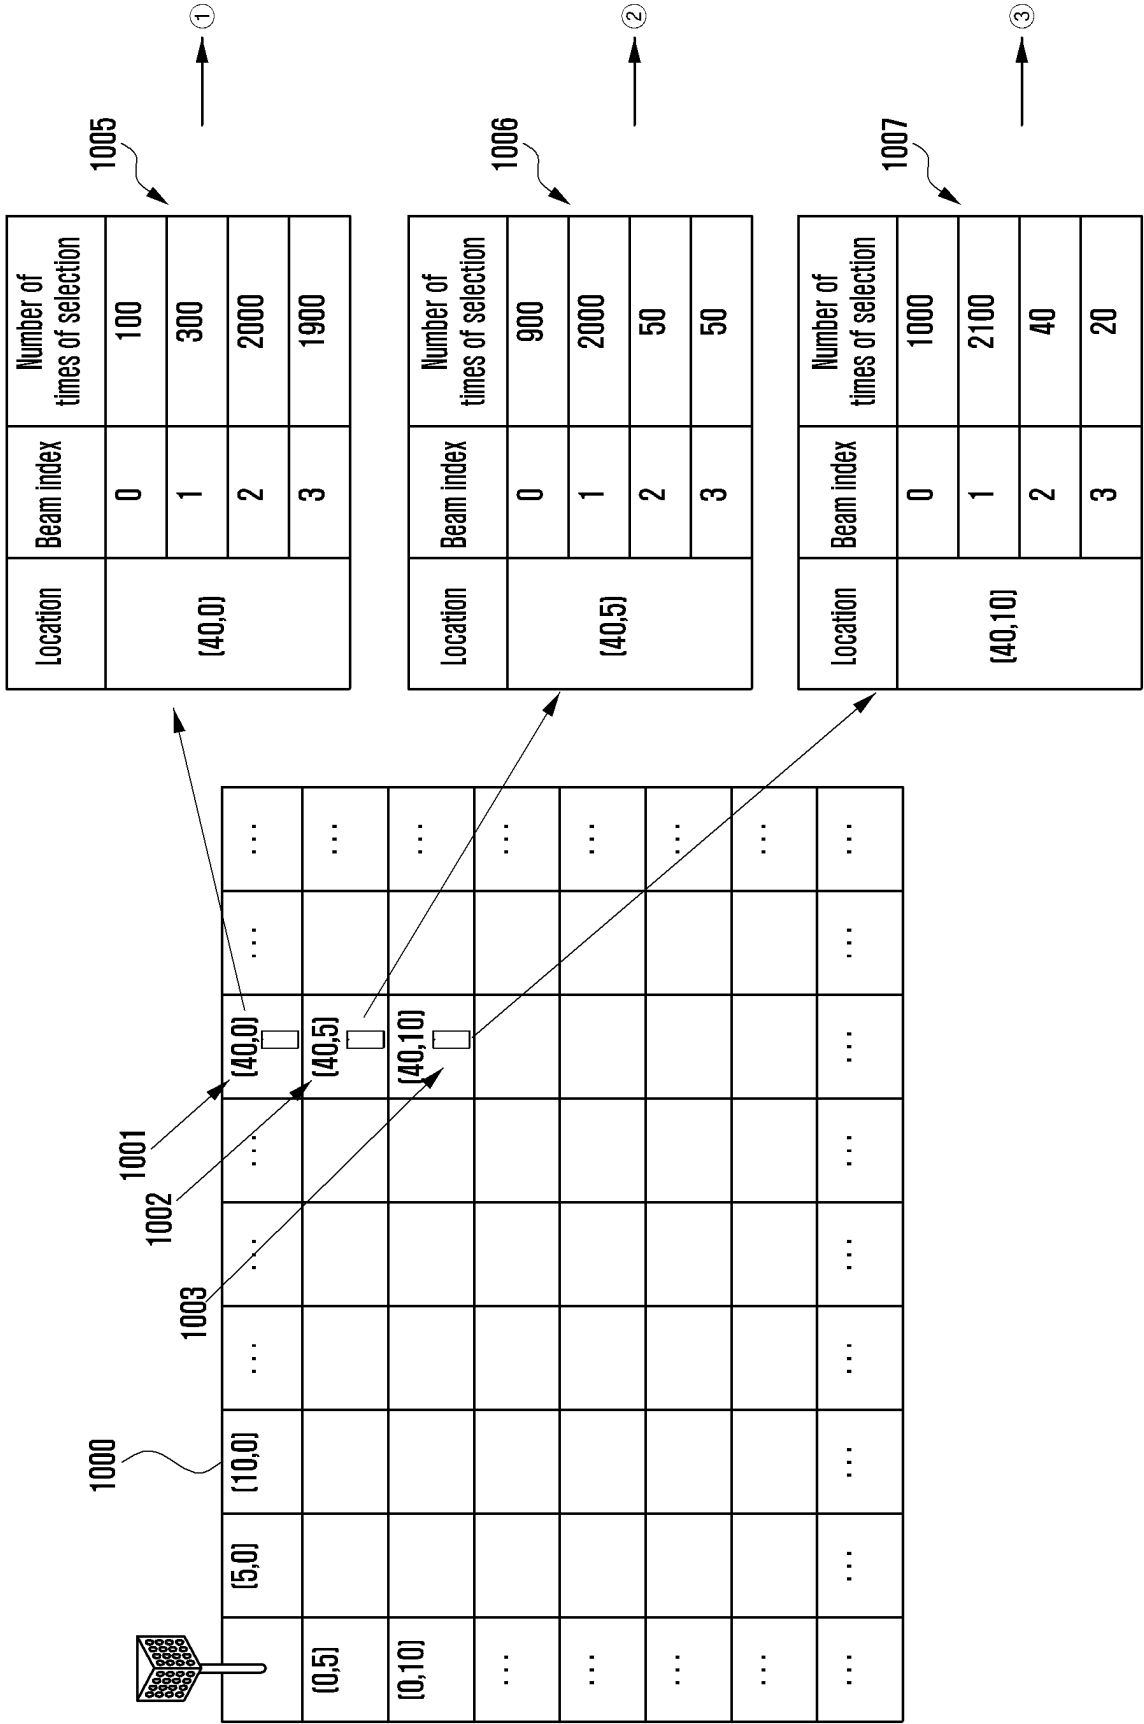 1000
1001
1002
1003
(5,0) (10,0) ... ... ... (40,0) ... ...
(0,5) (40,5) ...
(0,10) (40,10) ...
... ...
... ...
... ...
... ...
... ... ... ... ... ... ... ... ...
Location Beam index Number of
times of selection
(40,0)
0 100
1 300
2 2000
3 1900
1005
①
Location Beam index Number of
times of selection
(40,5)
0 900
1 2000
2 50
3 50
1006
②
Location Beam index Number of
times of selection
(40,10)
0 1000
1 2100
2 40
3 20
1007
③